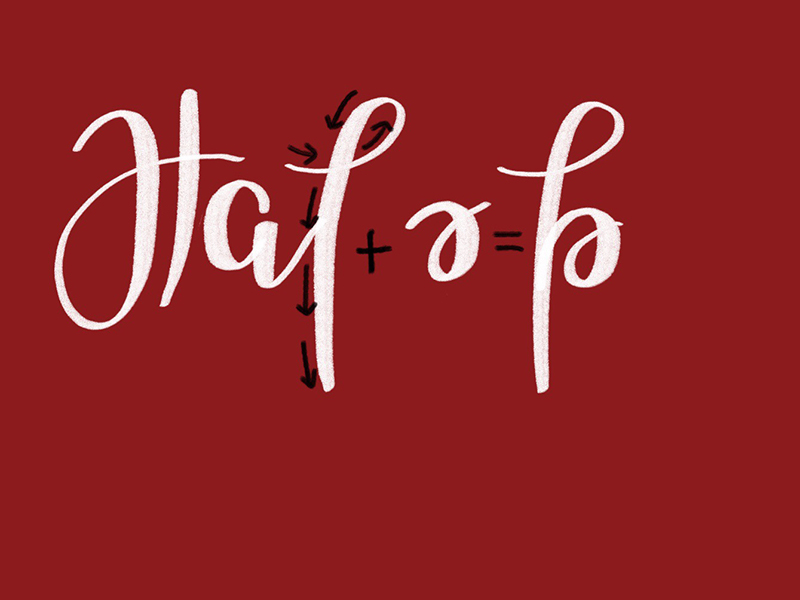 Ha + = p